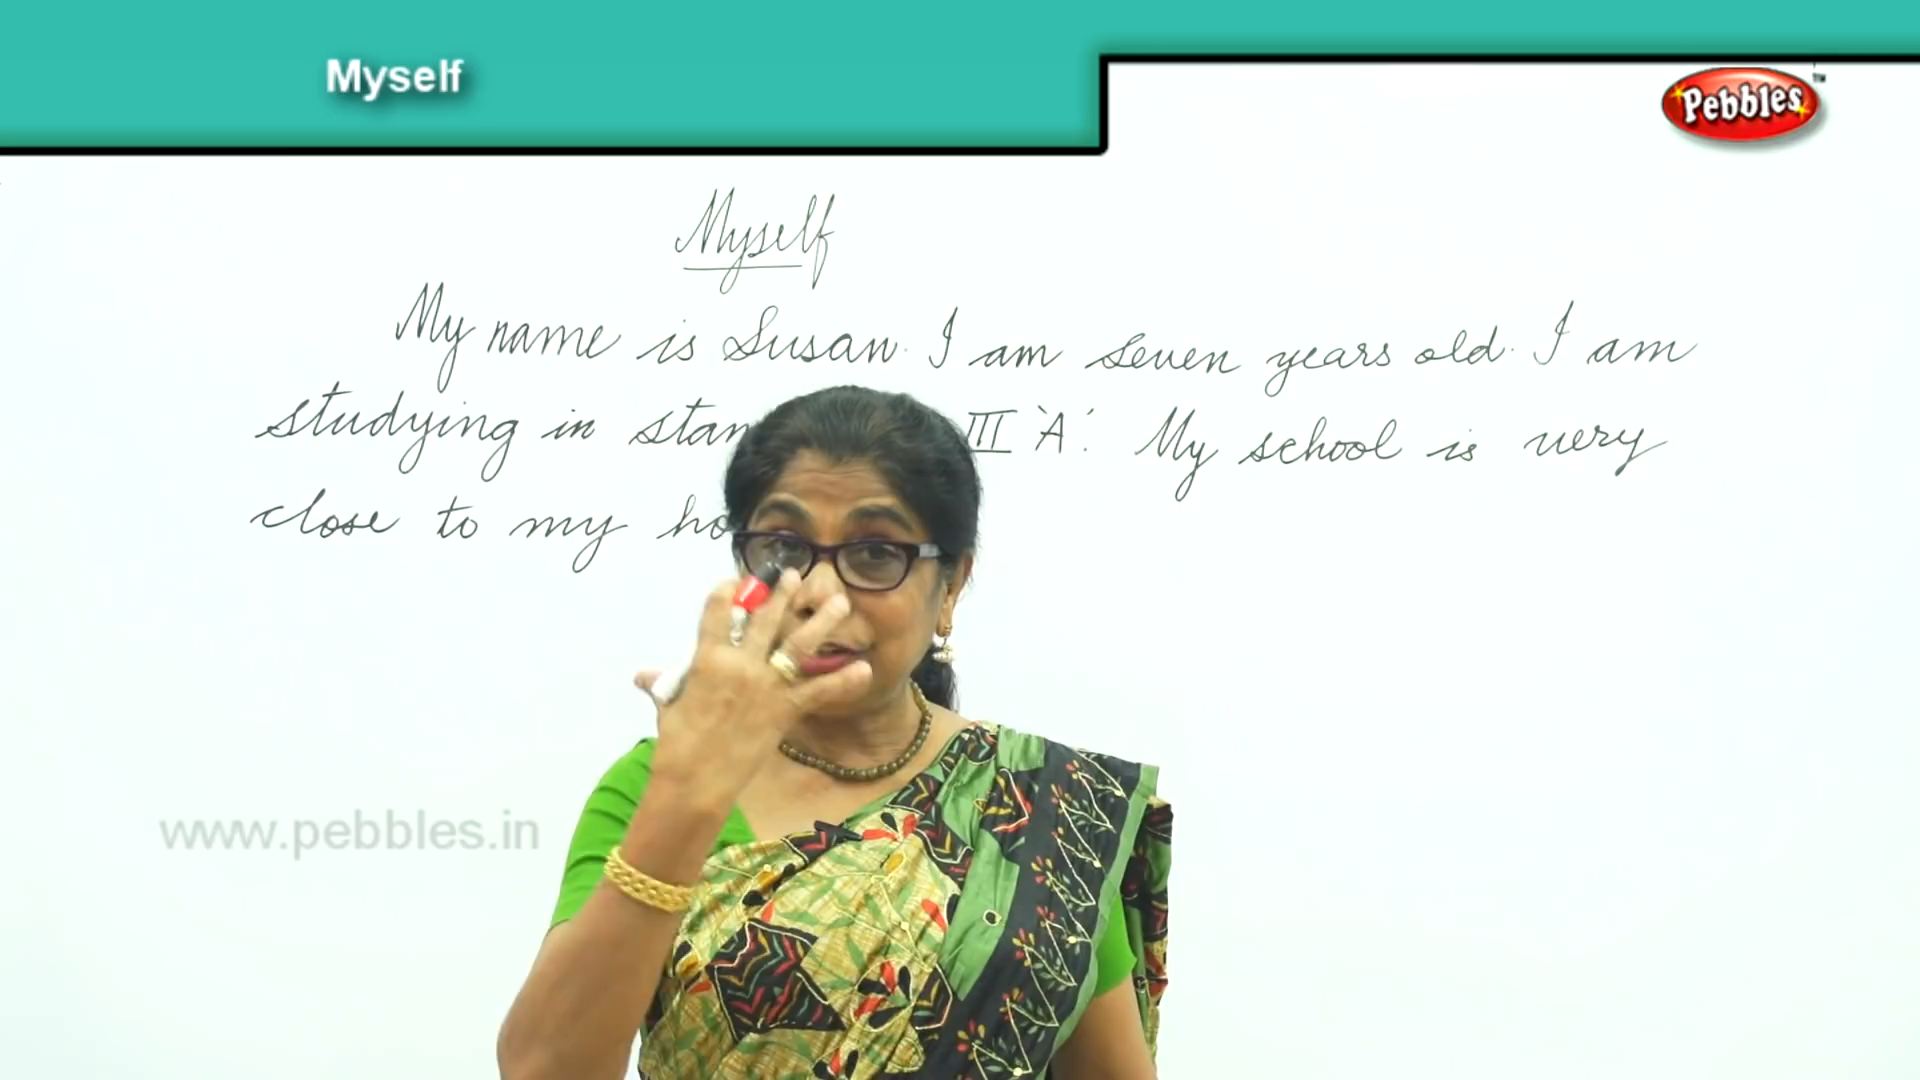 Myself
Pebbles TM
Myself
My name is Susan. I am seven years old. I am
studying in III 'A'. My school is very
close to my
www.pebbles.in